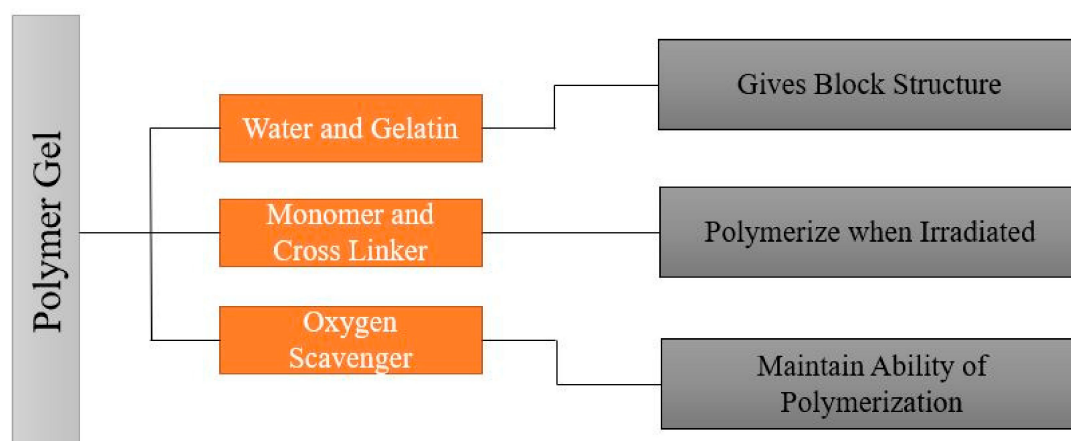 Polymer Gel
Water and Gelatin
Gives Block Structure
Monomer and
Cross Linker
Polymerize when Irradiated
Oxygen
Scavenger
Maintain Ability of
Polymerization